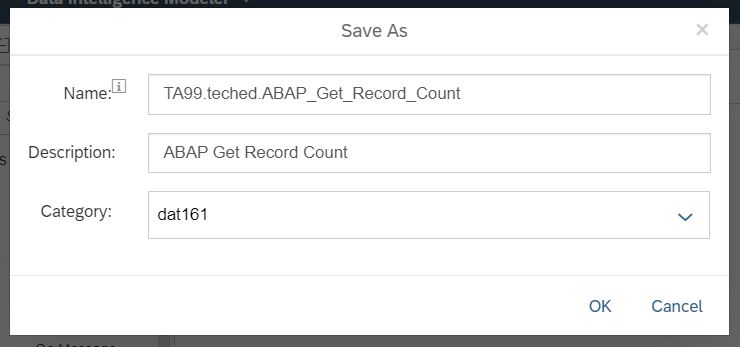 Data Intelligence Modeler
Save As
Name:
TA99.teched.ABAP_Get_Record_Count
Description:
ABAP Get Record Count
Category:
dat161
OK
Cancel